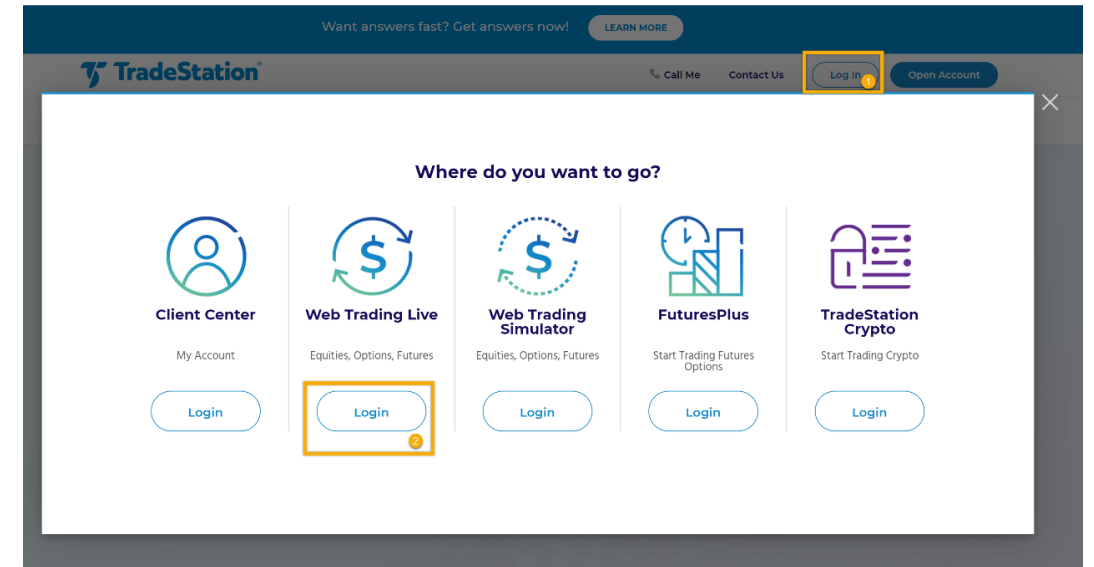 Want answers fast? Get answers now! LEARN MORE
TradeStation® Call Me Contact Us Log In 1 Open Account
Where do you want to go?
Client Center
My Account
Login
Web Trading Live
Equities, Options, Futures
Login
2
Web Trading
Simulator
Equities, Options, Futures
Login
FuturesPlus
Start Trading Futures
Options
Login
TradeStation
Crypto
Start Trading Crypto
Login